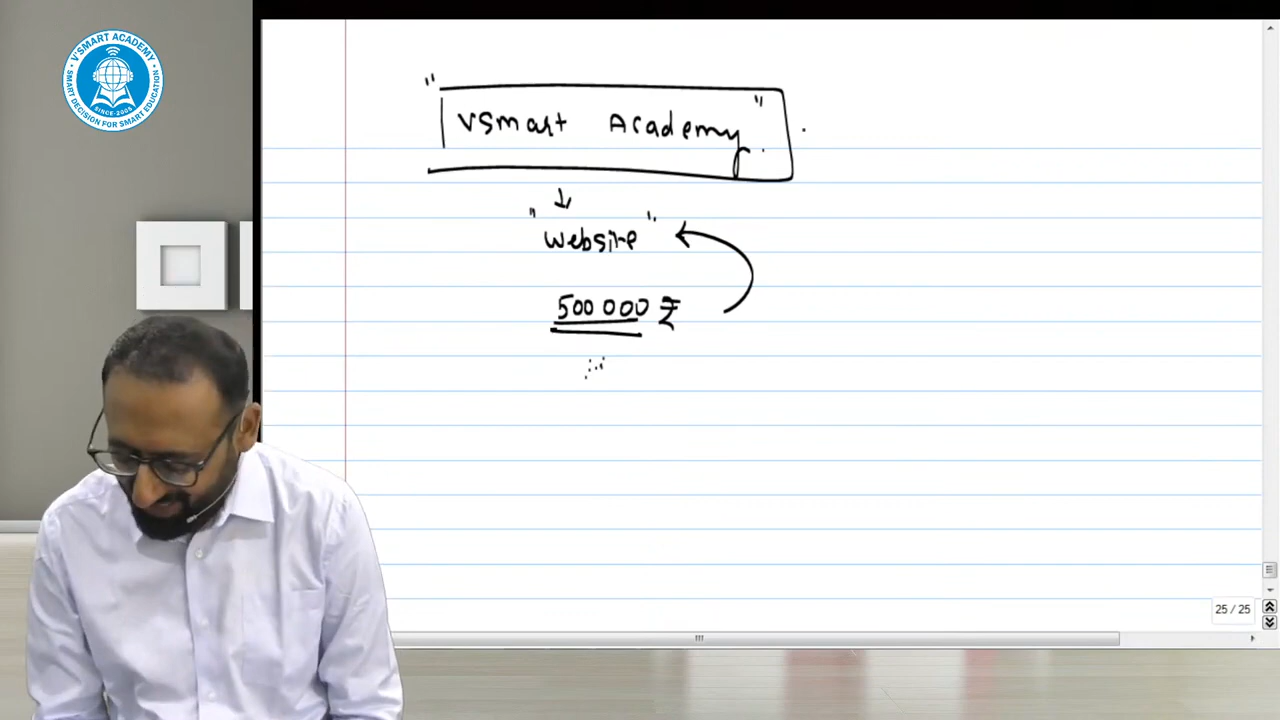 V'SMART ACADEMY
SMART DECISION FOR SMART EDUCATION
SINCE-2005
" VSmart Academy "
" Website "
500 000 ₹
25 / 25